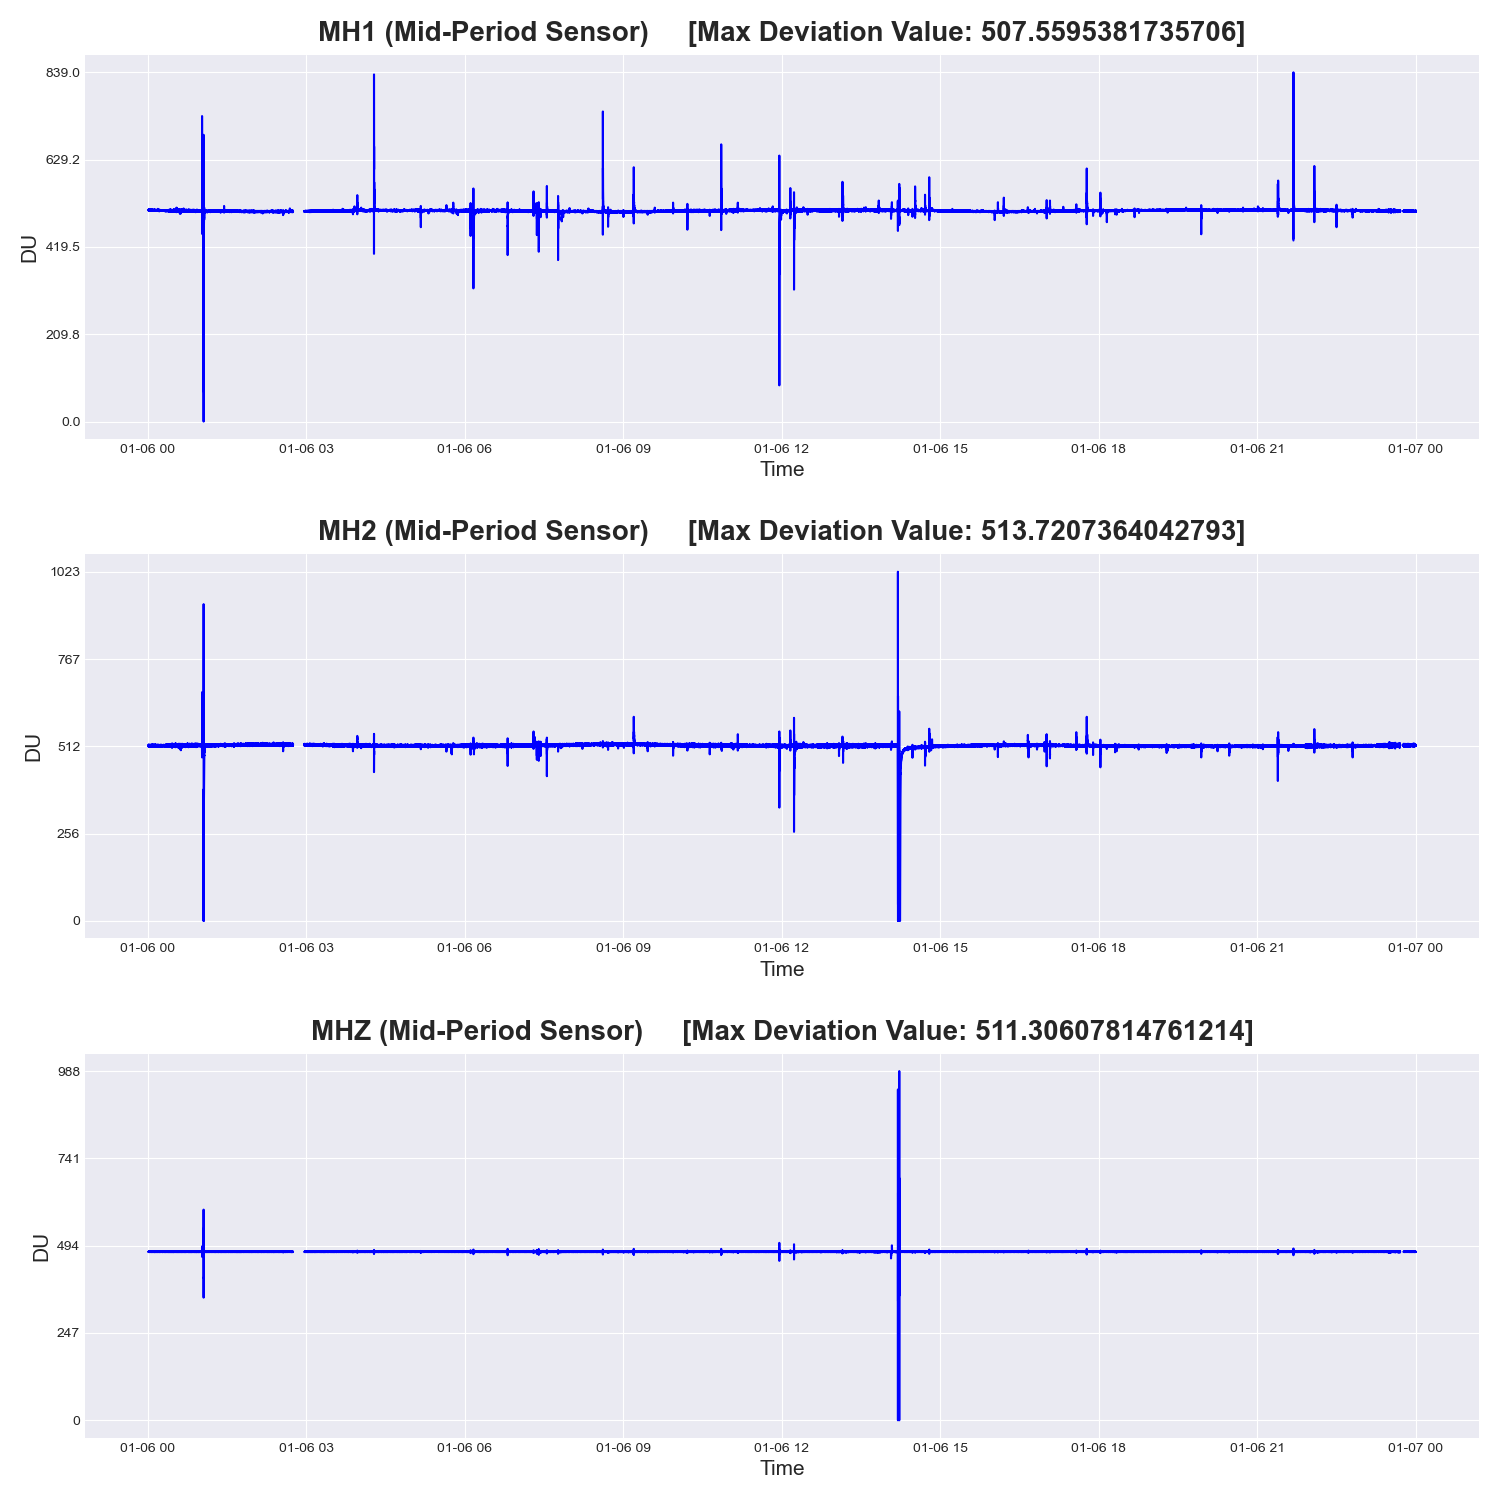 MH1 (Mid-Period Sensor)     [Max Deviation Value: 507.5595381735706]
839.0
629.2
419.5
209.8
0.0
DU
01-06 00 01-06 03 01-06 06 01-06 09 01-06 12 01-06 15 01-06 18 01-06 21 01-07 00
Time
MH2 (Mid-Period Sensor)     [Max Deviation Value: 513.7207364042793]
1023
767
512
256
0
DU
01-06 00 01-06 03 01-06 06 01-06 09 01-06 12 01-06 15 01-06 18 01-06 21 01-07 00
Time
MHZ (Mid-Period Sensor)     [Max Deviation Value: 511.30607814761214]
988
741
494
247
0
DU
01-06 00 01-06 03 01-06 06 01-06 09 01-06 12 01-06 15 01-06 18 01-06 21 01-07 00
Time